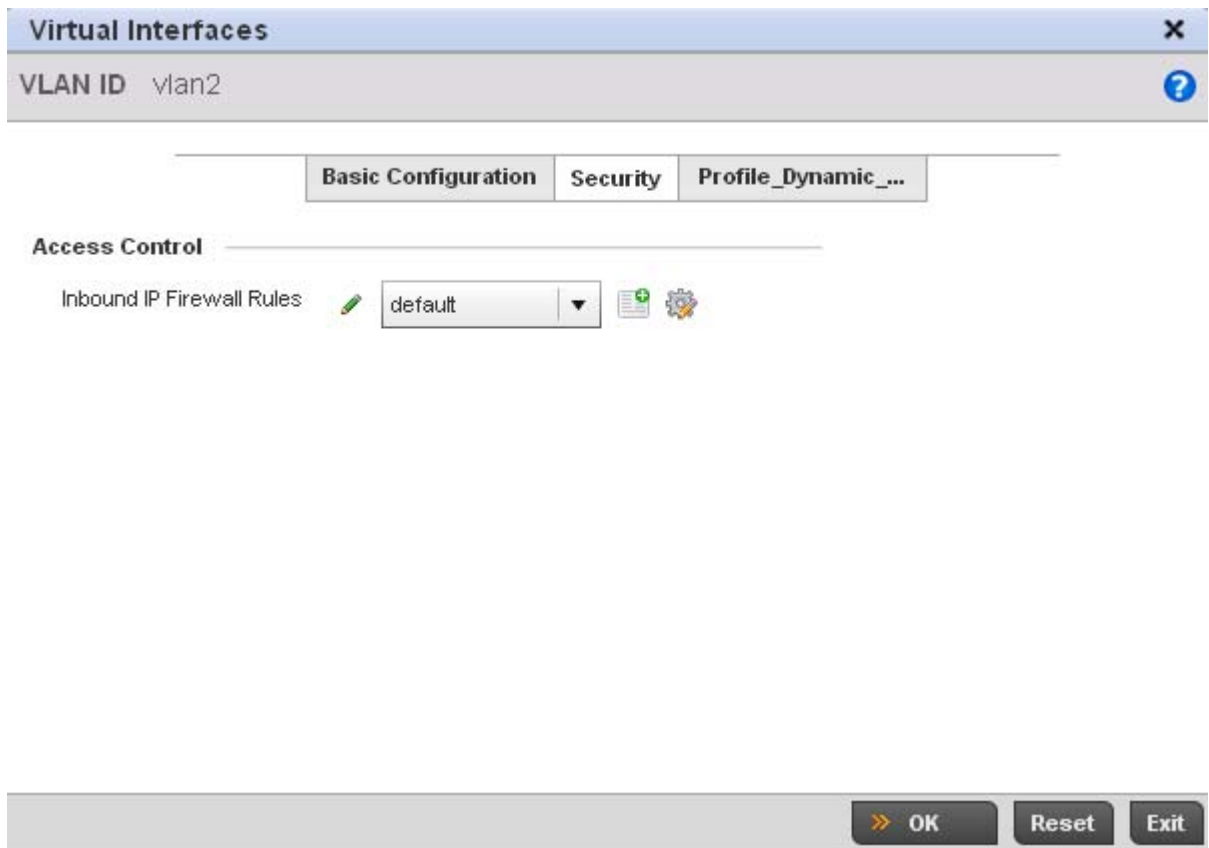 Virtual Interfaces
VLAN ID vlan2
Basic Configuration Security Profile_Dynamic_...
Access Control
Inbound IP Firewall Rules default
OK Reset Exit